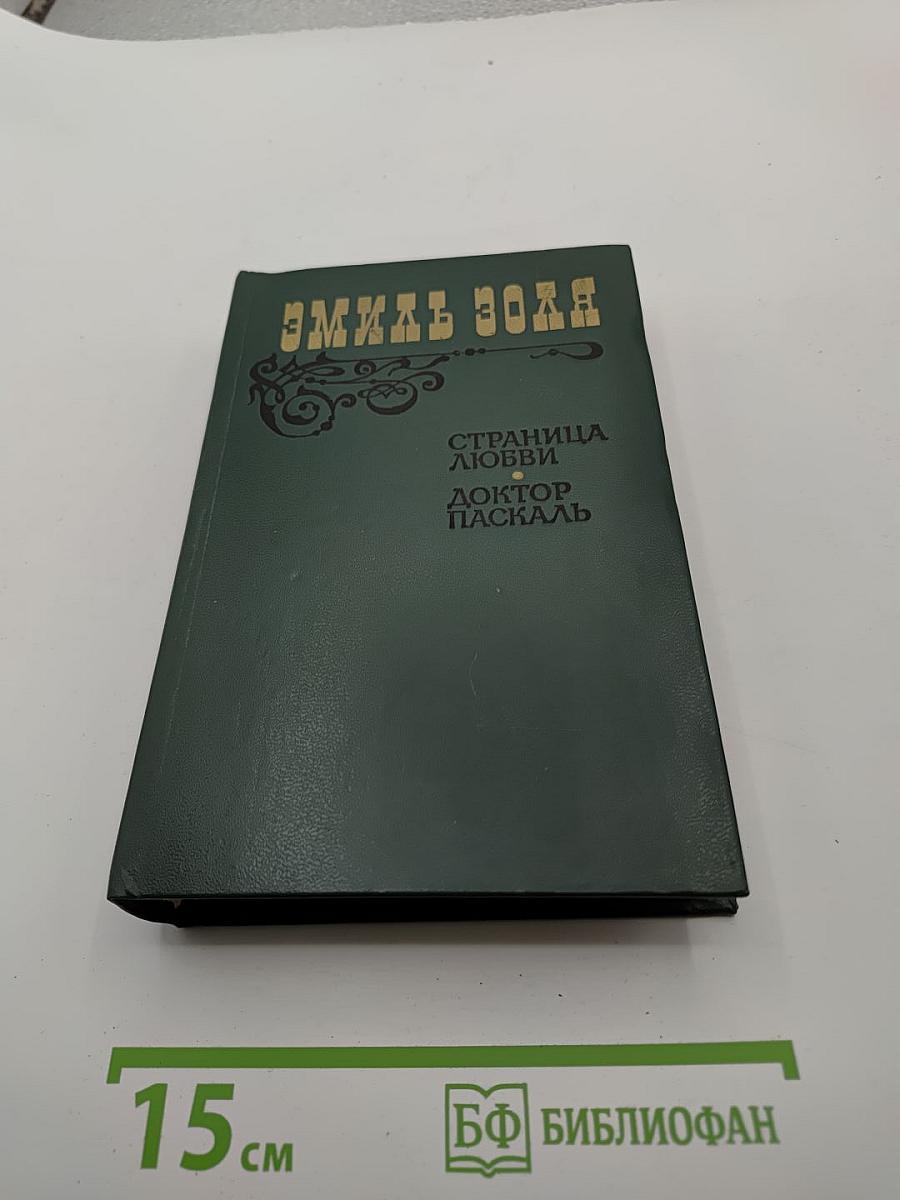 ЭМИЛЬ ЗОЛЯ
СТРАНИЦА
ЛЮБВИ
ДОКТОР
ПАСКАЛЬ
15 см
БФ БИБЛИОФАН